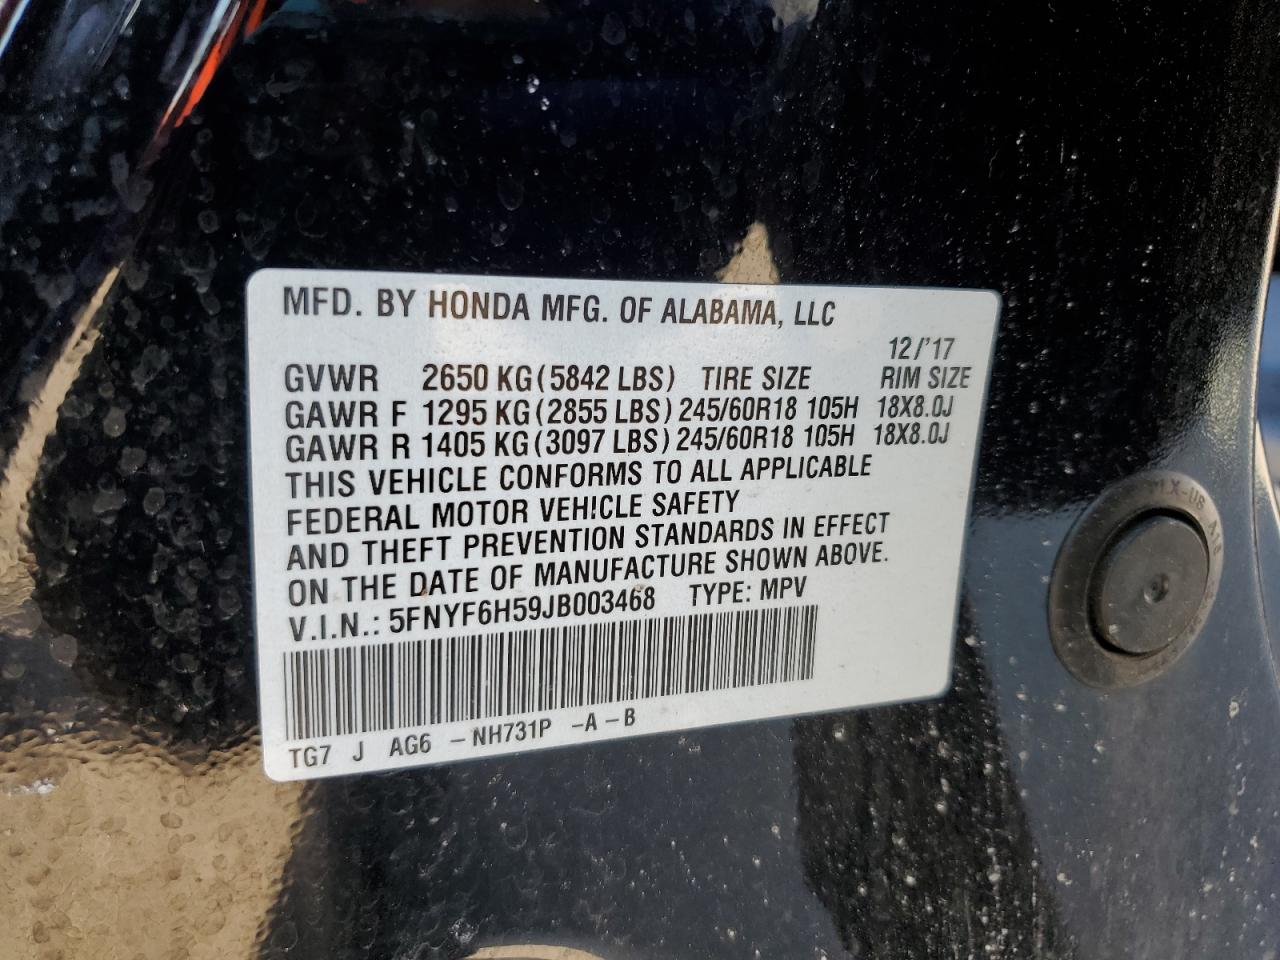 MFD. BY HONDA MFG. OF ALABAMA, LLC
12/'17
GVWR 2650 KG(5842 LBS) TIRE SIZE RIM SIZE
GAWR F 1295 KG(2855 LBS) 245/60R18 105H 18X8.0J
GAWR R 1405 KG(3097 LBS) 245/60R18 105H 18X8.0J
THIS VEHICLE CONFORMS TO ALL APPLICABLE
FEDERAL MOTOR VEHICLE SAFETY
AND THEFT PREVENTION STANDARDS IN EFFECT
ON THE DATE OF MANUFACTURE SHOWN ABOVE.
V.I.N.: 5FNYF6H59JB003468 TYPE: MPV
TG7 J AG6 -NH731P -A-B